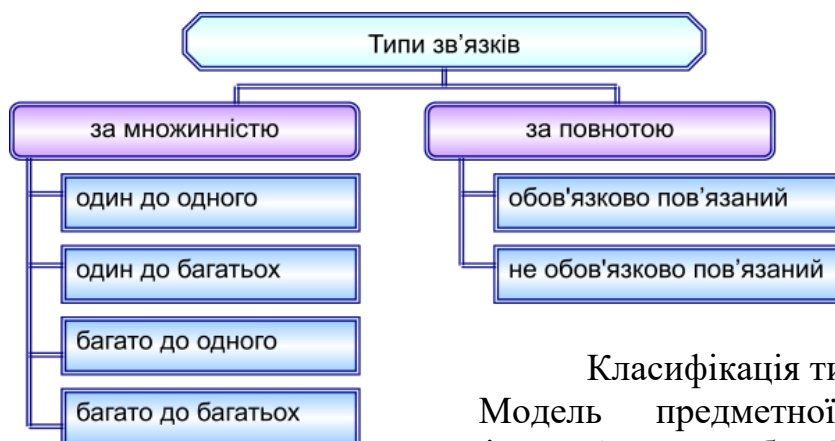 Типи зв’язків
за множинністю
один до одного
один до багатьох
багато до одного
багато до багатьох
за повнотою
обов'язково пов’язаний
не обов'язково пов’язаний
Класифікація ти
Модель предметної